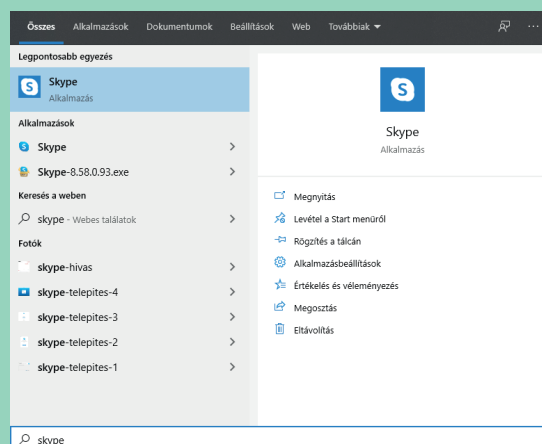 Összes Alkalmazások Dokumentumok Beállítások Web Továbbiak
Legpontosabb egyezés
Skype
Alkalmazás
Alkalmazások
Skype
Skype-8.58.0.93.exe
Keresés a weben
skype - Webes találatok
Fotók
skype-hivas
skype-telepites-4
skype-telepites-3
skype-telepites-2
skype-telepites-1
Skype
Alkalmazás
Megnyitás
Levétel a Start menüről
Rögzítés a tálcán
Alkalmazásbeállítások
Értékelés és véleményezés
Megosztás
Eltávolítás
skype